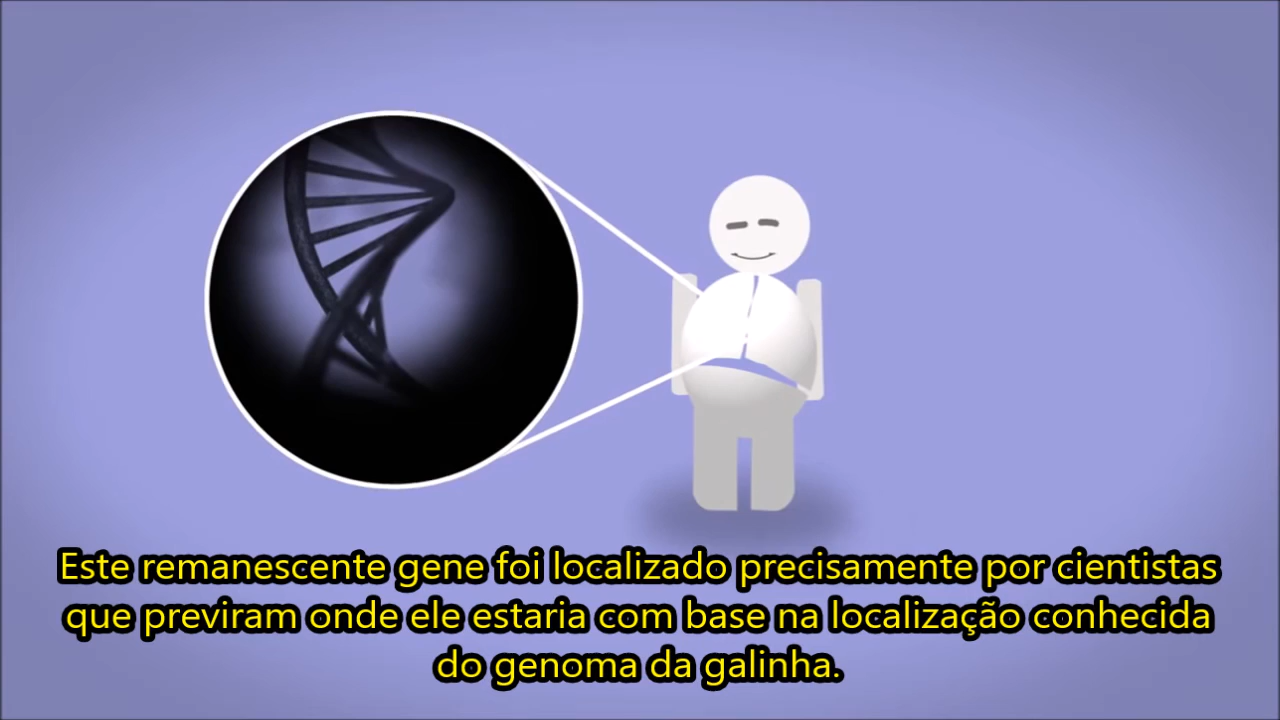 Este remanescente gene foi localizado precisamente por cientistas
que previram onde ele estaria com base na localização conhecida
do genoma da galinha.